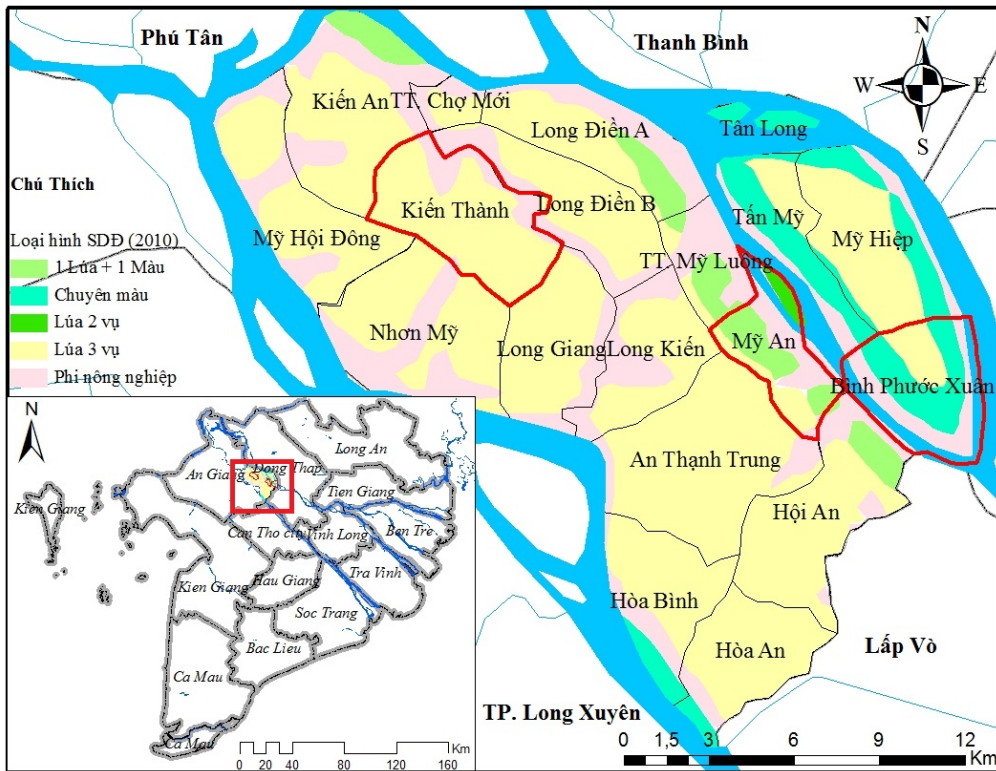 Phú Tân
Thanh Bình
N
W E
S
Kiến An
TT. Chợ Mới
Long Điền A
Tân Long
Chú Thích
Kiến Thành
Long Điền B
Tấn Mỹ
Mỹ Hiệp
Mỹ Hội Đông
Loại hình SDĐ (2010)
1 Lúa + 1 Màu
Chuyên màu
Lúa 2 vụ
Lúa 3 vụ
Phi nông nghiệp
TT. Mỹ Luông
Nhơn Mỹ
Long Giang
Long Kiến
Mỹ An
Bình Phước Xuân
An Thạnh Trung
Hội An
Hòa Bình
Hòa An
Lấp Vò
TP. Long Xuyên
0 1,5 3 6 9 12
Km
N
Long An
An Giang
Dong Thap
Kien Giang
Tien Giang
Ben Tre
Can Tho city
Vinh Long
Tra Vinh
Kien Giang
Hau Giang
Soc Trang
Bac Lieu
Ca Mau
Ca Mau
0 20 40 80 120 160
Km